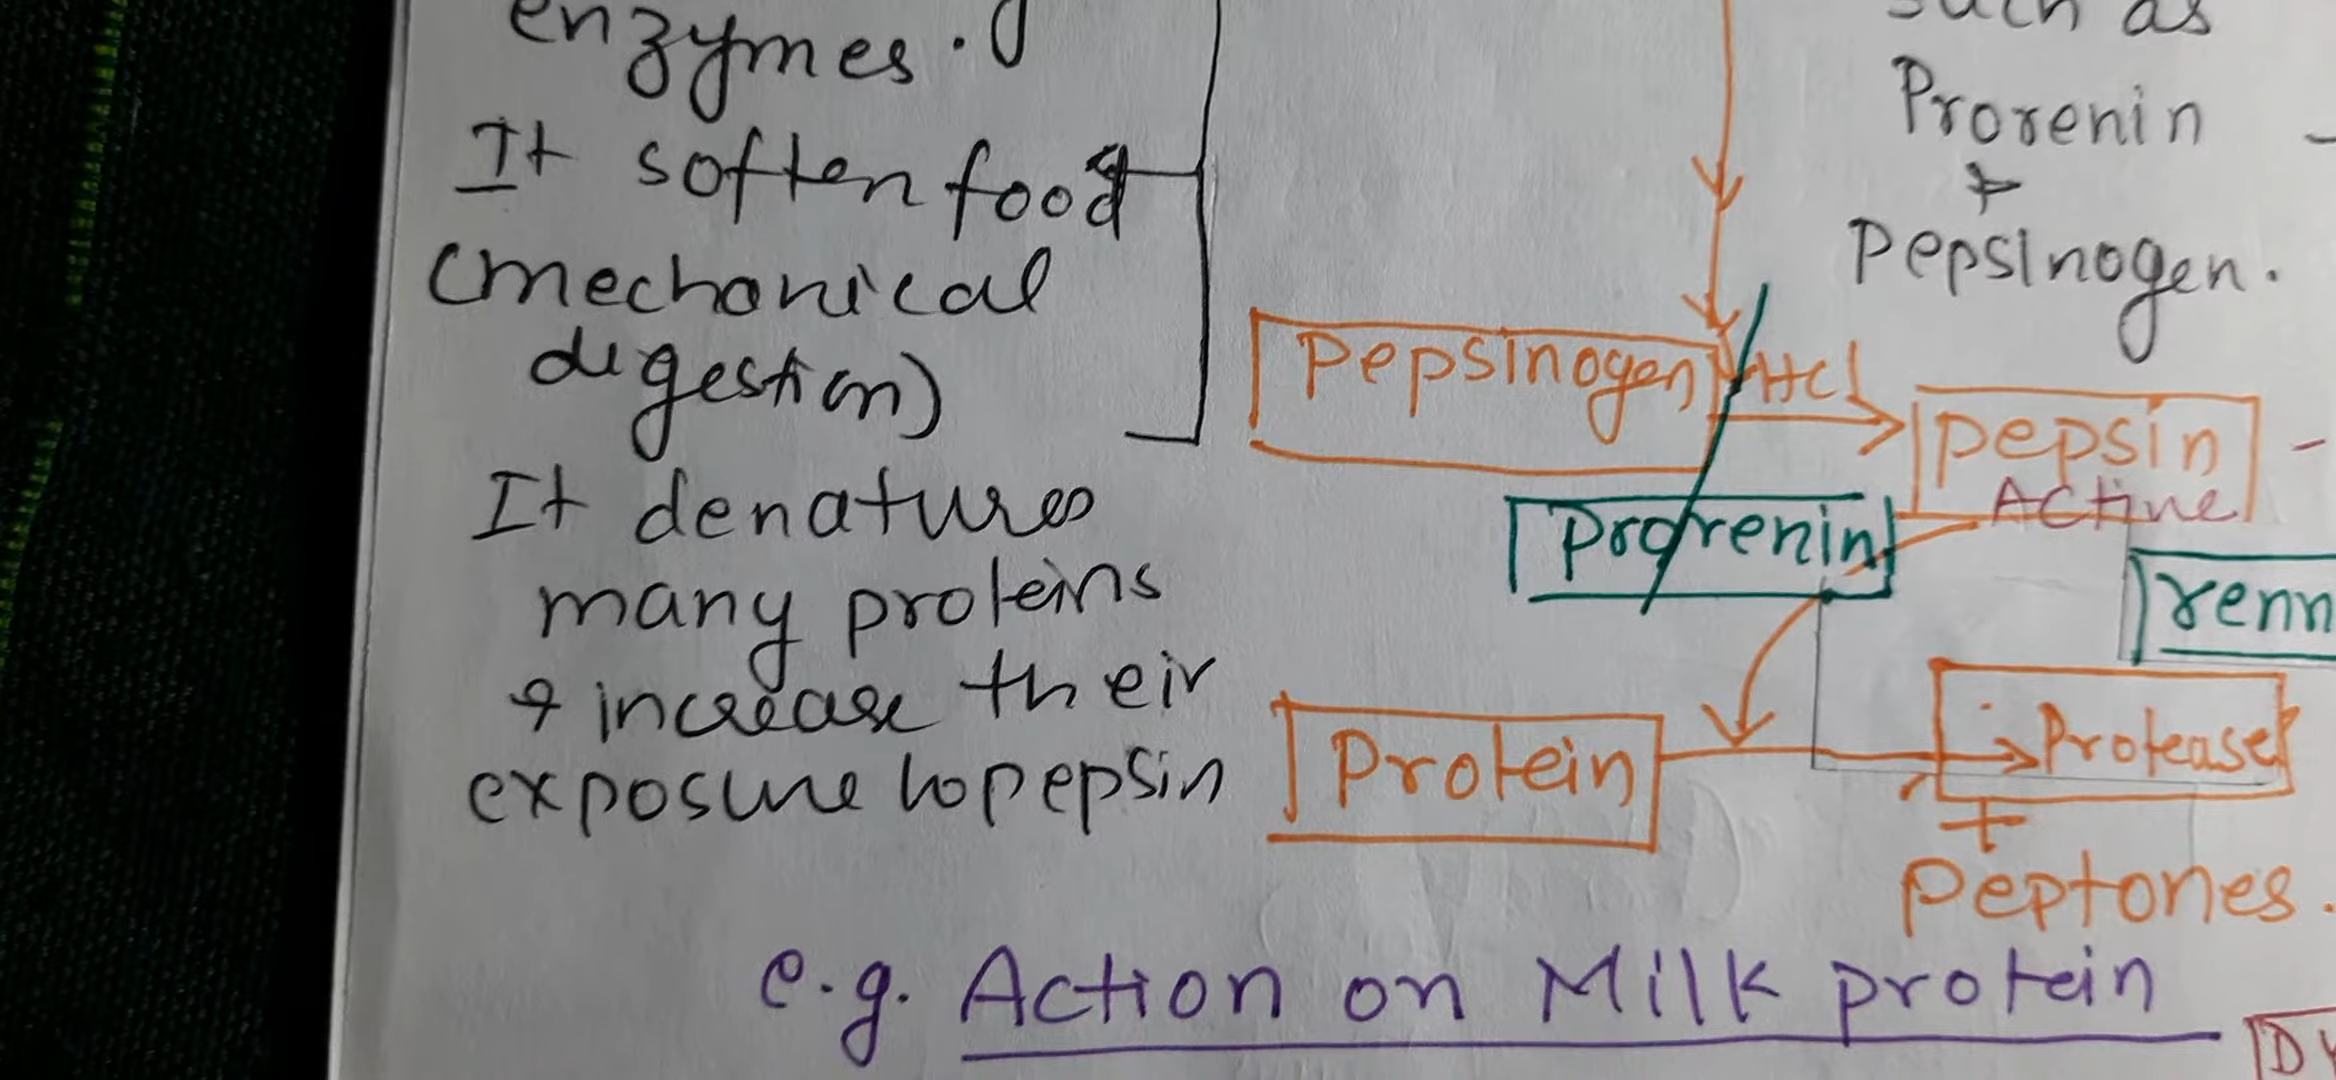 enzymes.
It soften food
(mechanical
digestion)
It denatures
many proteins
& increase their
exposure to pepsin
such as
Prorenin
+
Pepsinogen.
Pepsinogen
HCl
Pepsin
Active
Prorenin
renn
Protein
Protease
+
Peptones.
e.g. Action on Milk protein